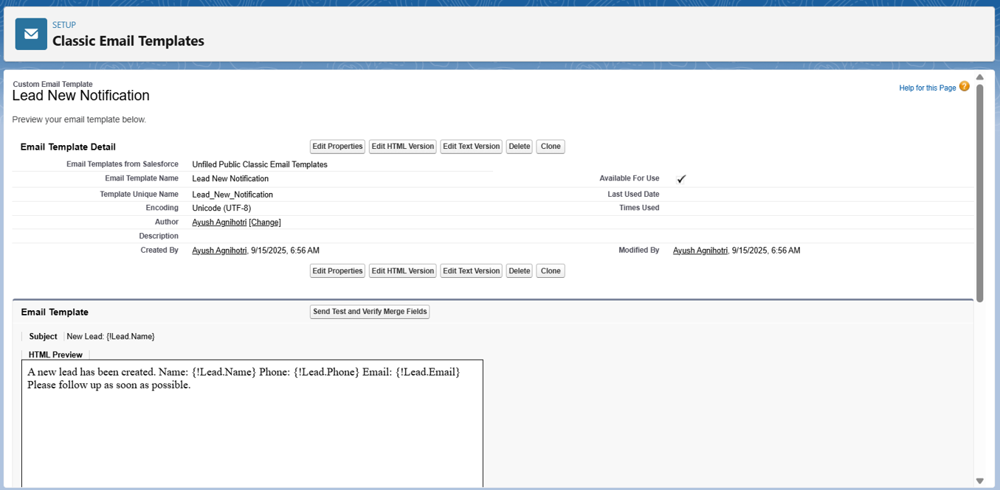 SETUP
Classic Email Templates
Custom Email Template
Lead New Notification
Help for this Page ?
Preview your email template below.
Email Template Detail Edit Properties Edit HTML Version Edit Text Version Delete Clone
Email Templates from Salesforce Unfiled Public Classic Email Templates
Email Template Name Lead New Notification Available For Use ✓
Template Unique Name Lead_New_Notification Last Used Date
Encoding Unicode (UTF-8) Times Used
Author Ayush Agnihotri [Change]
Description
Created By Ayush Agnihotri, 9/15/2025, 6:56 AM Modified By Ayush Agnihotri, 9/15/2025, 6:56 AM
Edit Properties Edit HTML Version Edit Text Version Delete Clone
Email Template Send Test and Verify Merge Fields
Subject New Lead: {!Lead.Name}
HTML Preview
A new lead has been created. Name: {!Lead.Name} Phone: {!Lead.Phone} Email: {!Lead.Email}
Please follow up as soon as possible.